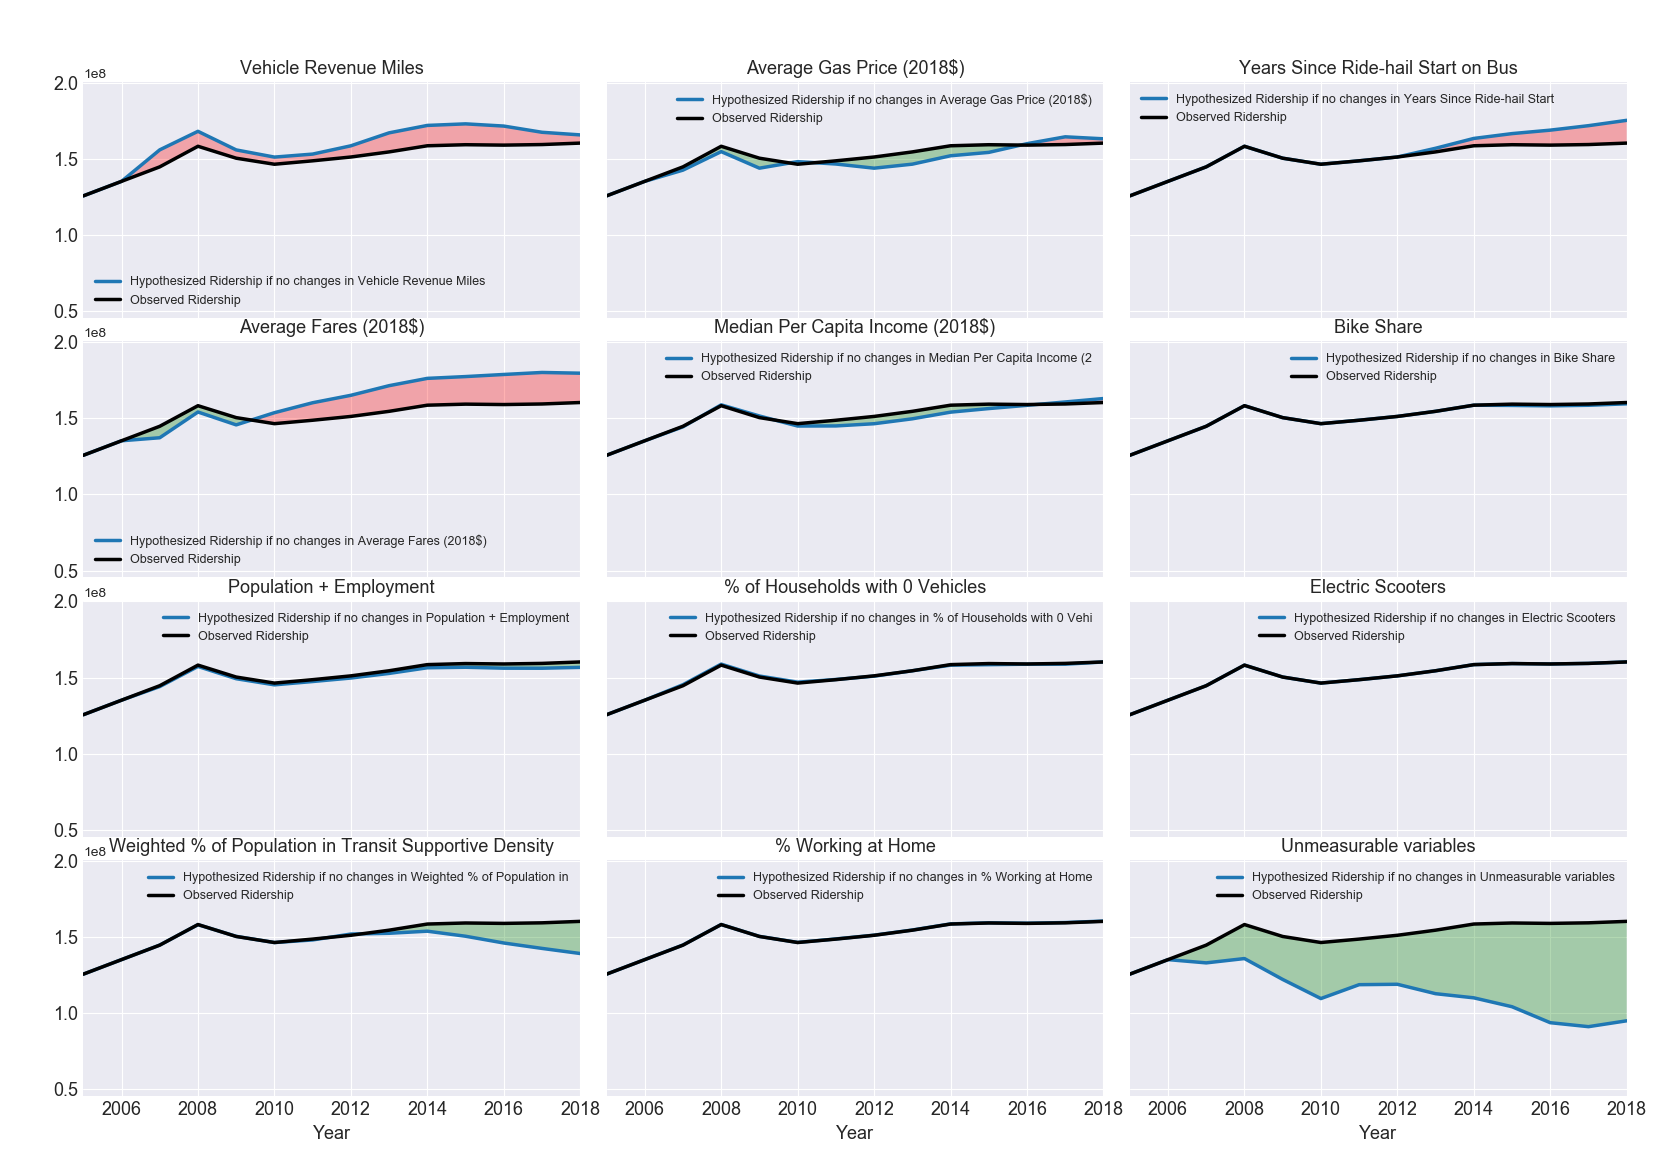 Vehicle Revenue Miles
1e8
2.0
1.5
1.0
0.5
Hypothesized Ridership if no changes in Vehicle Revenue Miles
Observed Ridership
Average Gas Price (2018$)
Hypothesized Ridership if no changes in Average Gas Price (2018$)
Observed Ridership
Years Since Ride-hail Start on Bus
Hypothesized Ridership if no changes in Years Since Ride-hail Start
Observed Ridership
Average Fares (2018$)
1e8
2.0
1.5
1.0
0.5
Hypothesized Ridership if no changes in Average Fares (2018$)
Observed Ridership
Median Per Capita Income (2018$)
Hypothesized Ridership if no changes in Median Per Capita Income (2
Observed Ridership
Bike Share
Hypothesized Ridership if no changes in Bike Share
Observed Ridership
Population + Employment
1e8
2.0
1.5
1.0
0.5
Hypothesized Ridership if no changes in Population + Employment
Observed Ridership
% of Households with 0 Vehicles
Hypothesized Ridership if no changes in % of Households with 0 Vehi
Observed Ridership
Electric Scooters
Hypothesized Ridership if no changes in Electric Scooters
Observed Ridership
Weighted % of Population in Transit Supportive Density
1e8
2.0
1.5
1.0
0.5
Hypothesized Ridership if no changes in Weighted % of Population in
Observed Ridership
2006 2008 2010 2012 2014 2016 2018
Year
% Working at Home
Hypothesized Ridership if no changes in % Working at Home
Observed Ridership
2006 2008 2010 2012 2014 2016 2018
Year
Unmeasurable variables
Hypothesized Ridership if no changes in Unmeasurable variables
Observed Ridership
2006 2008 2010 2012 2014 2016 2018
Year